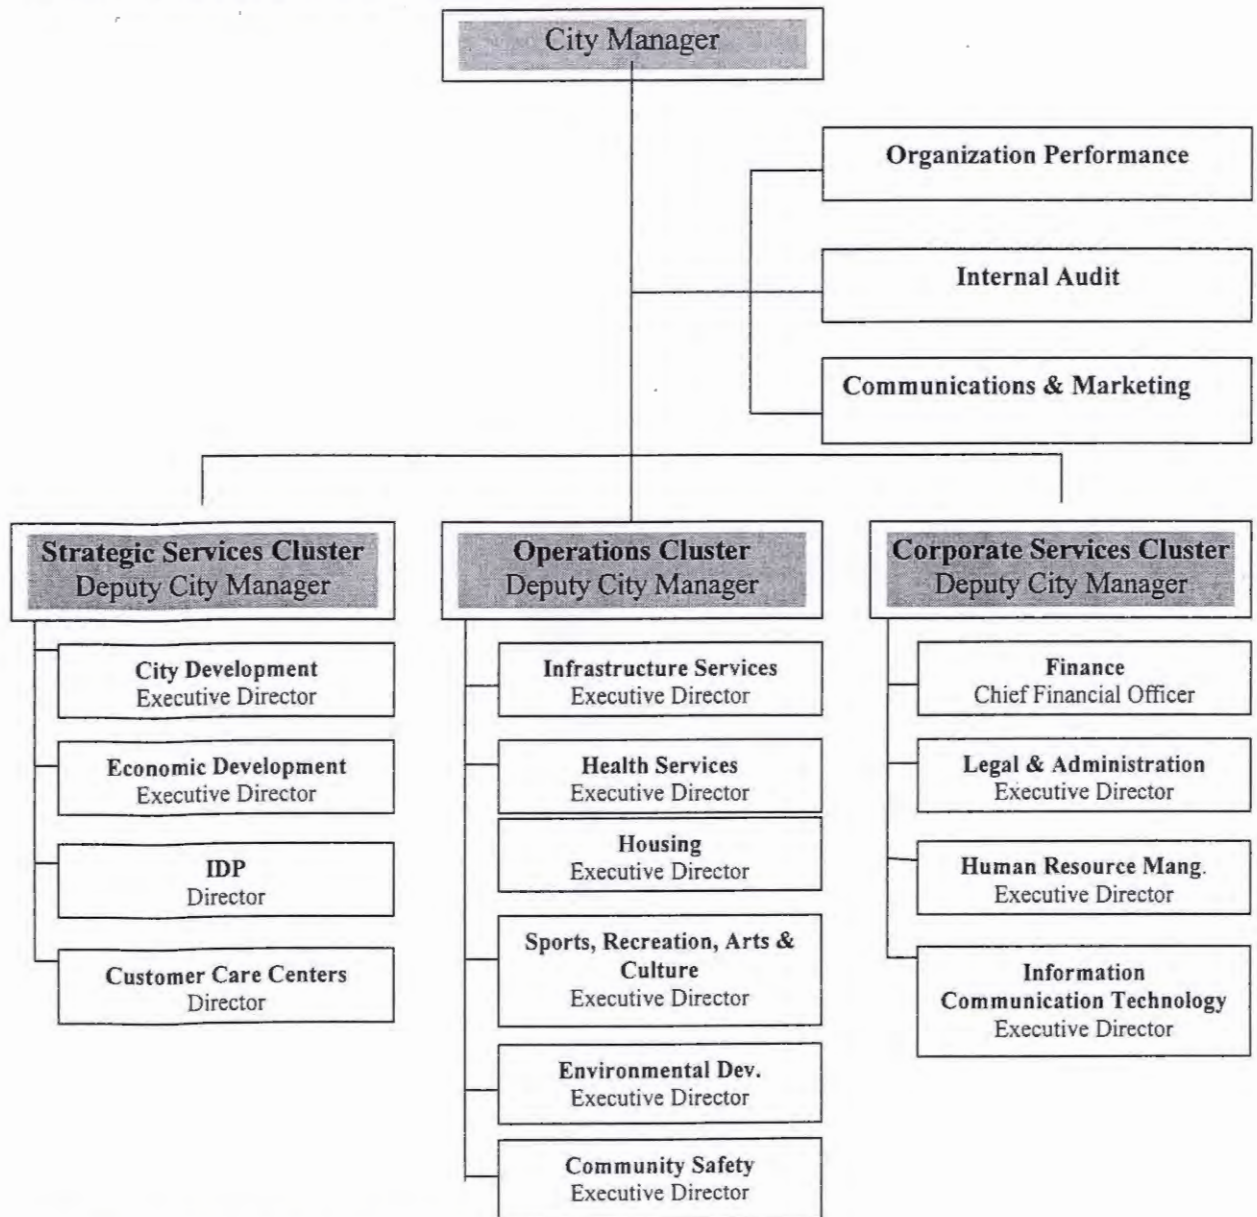 City Manager
Organization Performance
Internal Audit
Communications & Marketing
Strategic Services Cluster
Deputy City Manager
City Development
Executive Director
Economic Development
Executive Director
IDP
Director
Customer Care Centers
Director
Operations Cluster
Deputy City Manager
Infrastructure Services
Executive Director
Health Services
Executive Director
Housing
Executive Director
Sports, Recreation, Arts &
Culture
Executive Director
Environmental Dev.
Executive Director
Community Safety
Executive Director
Corporate Services Cluster
Deputy City Manager
Finance
Chief Financial Officer
Legal & Administration
Executive Director
Human Resource Mang.
Executive Director
Information
Communication Technology
Executive Director